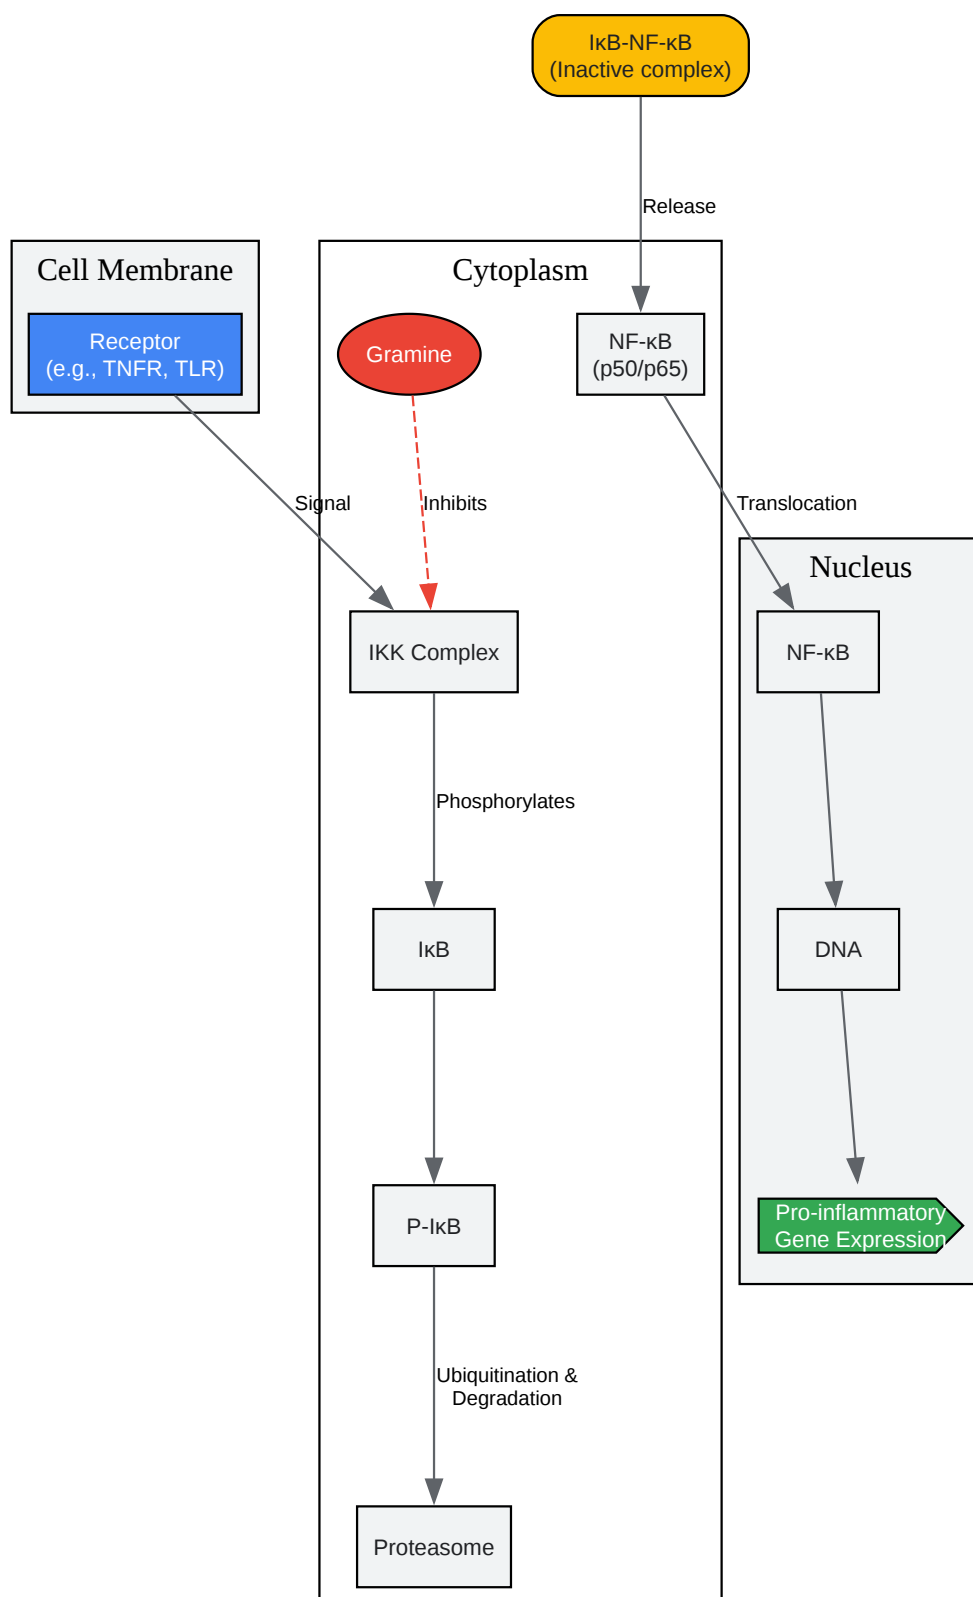 IκB-NF-κB
(Inactive complex)
Release
Cell Membrane
Receptor
(e.g., TNFR, TLR)
Cytoplasm
Gramine
NF-κB
(p50/p65)
Signal
Inhibits
Translocation
Nucleus
IKK Complex
NF-κB
Phosphorylates
IκB
DNA
P-IκB
Pro-inflammatory
Gene Expression
Ubiquitination &
Degradation
Proteasome